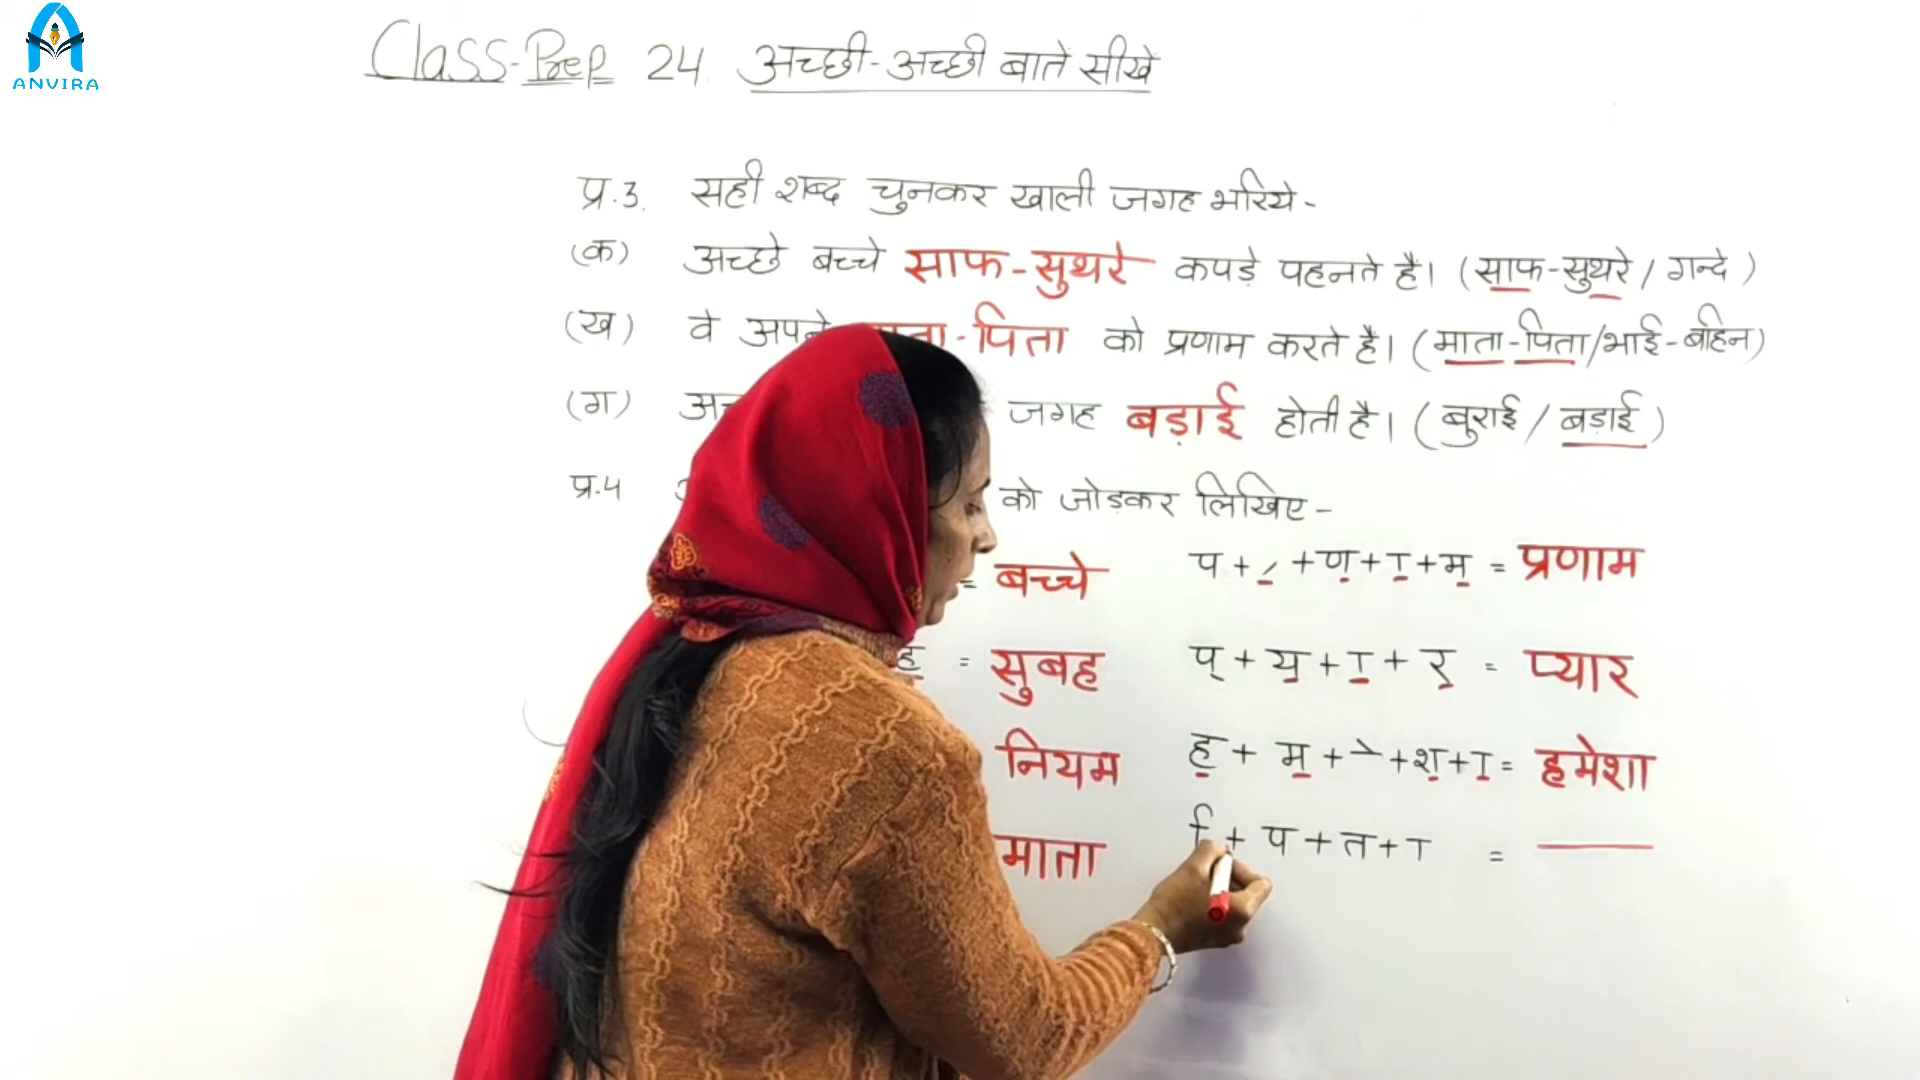 ANVIRA
Class-Prep 24. अच्छी-अच्छी बाते सीखे
प्र.3. सही शब्द चुनकर खाली जगह भरिये-
(क) अच्छे बच्चे साफ-सुथरे कपड़े पहनते है। (साफ-सुथरे / गन्दे)
(ख) वे अपने -पिता को प्रणाम करते है। (माता-पिता/भाई-बहिन)
(ग) जगह बड़ाई होती है। (बुराई / बड़ाई)
प्र.4 को जोड़कर लिखिए-
= बच्चे प + ्र + ण + ा + म = प्रणाम
ह = सुबह प् + य + ा + र = प्यार
नियम ह + म + े + श + ा = हमेशा
माता ि + प + त + ा = ____